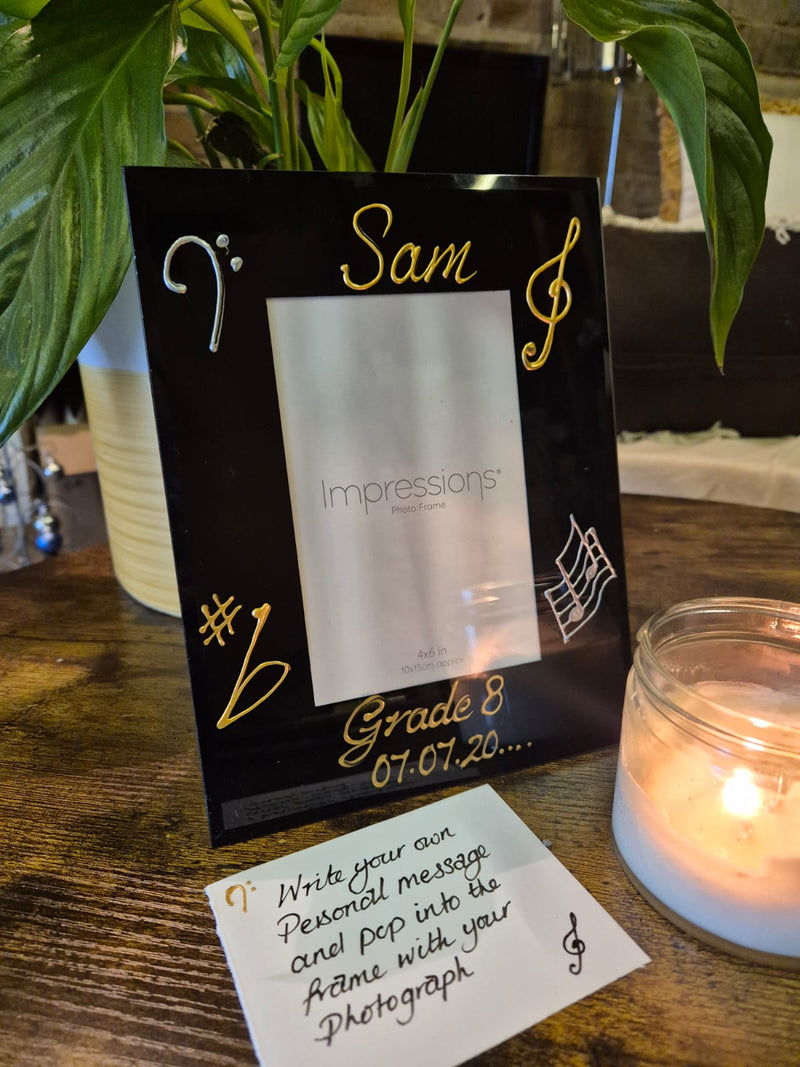 Sam
Impressions®
Photo Frame
4x6 in
10x15cm approx
Grade 8
07.07.20....
Write your own
Personal message
and pop into the
frame with your
Photograph